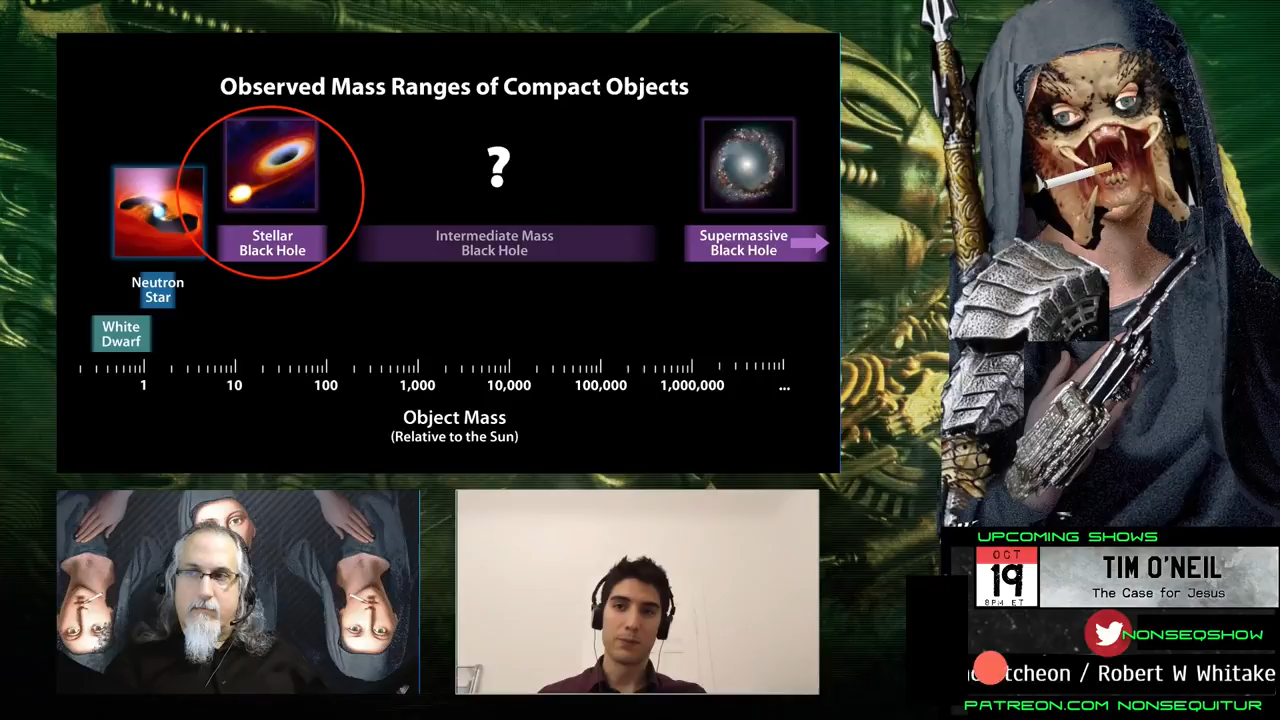 Observed Mass Ranges of Compact Objects
?
Stellar
Black Hole
Intermediate Mass
Black Hole
Supermassive
Black Hole
Neutron
Star
White
Dwarf
1
10
100
1,000
10,000
100,000
1,000,000
...
Object Mass
(Relative to the Sun)
UPCOMING SHOWS
OCT
19
8PM ET
TIM O'NEIL
The Case for Jesus
NONSEQSHOW
tcheon / Robert W Whitake
PATREON.COM NONSEQUITUR